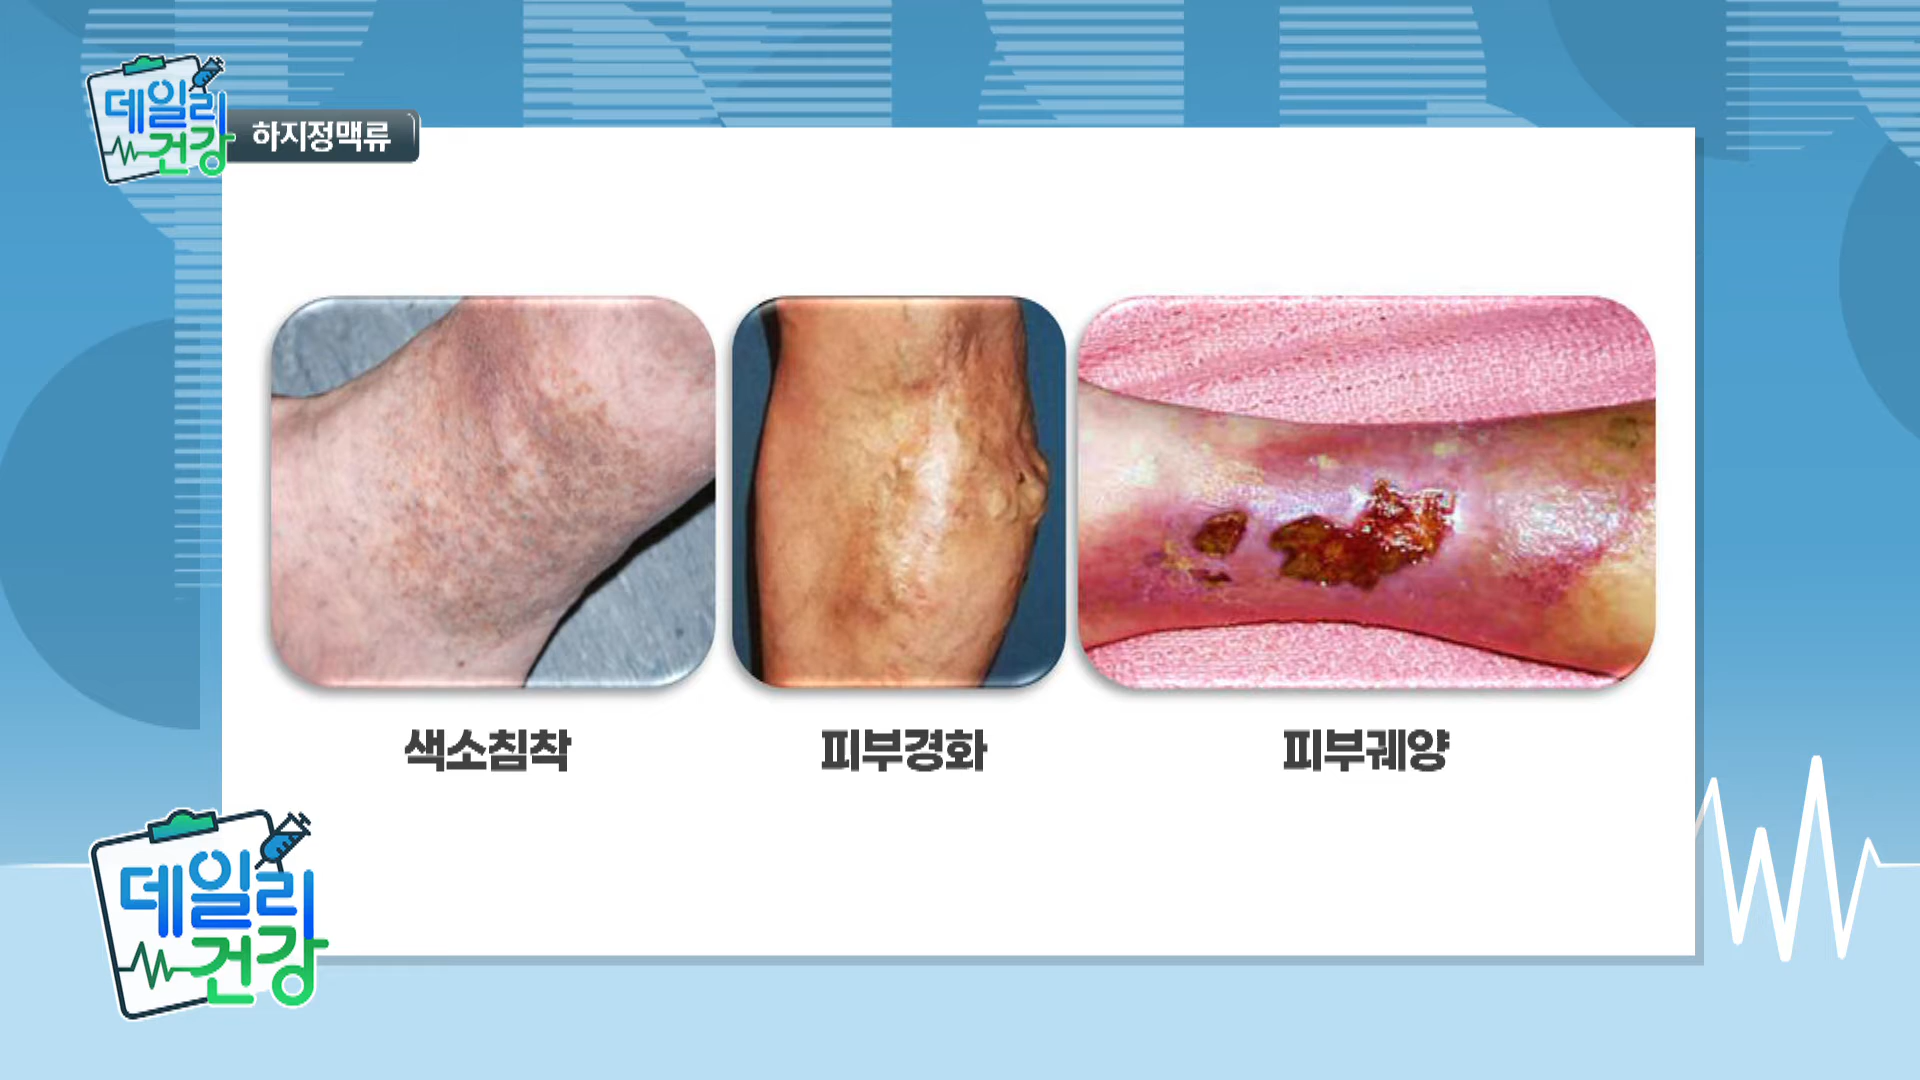 데일리
건강
하지정맥류
색소침착
피부경화
피부궤양
데일리
건강